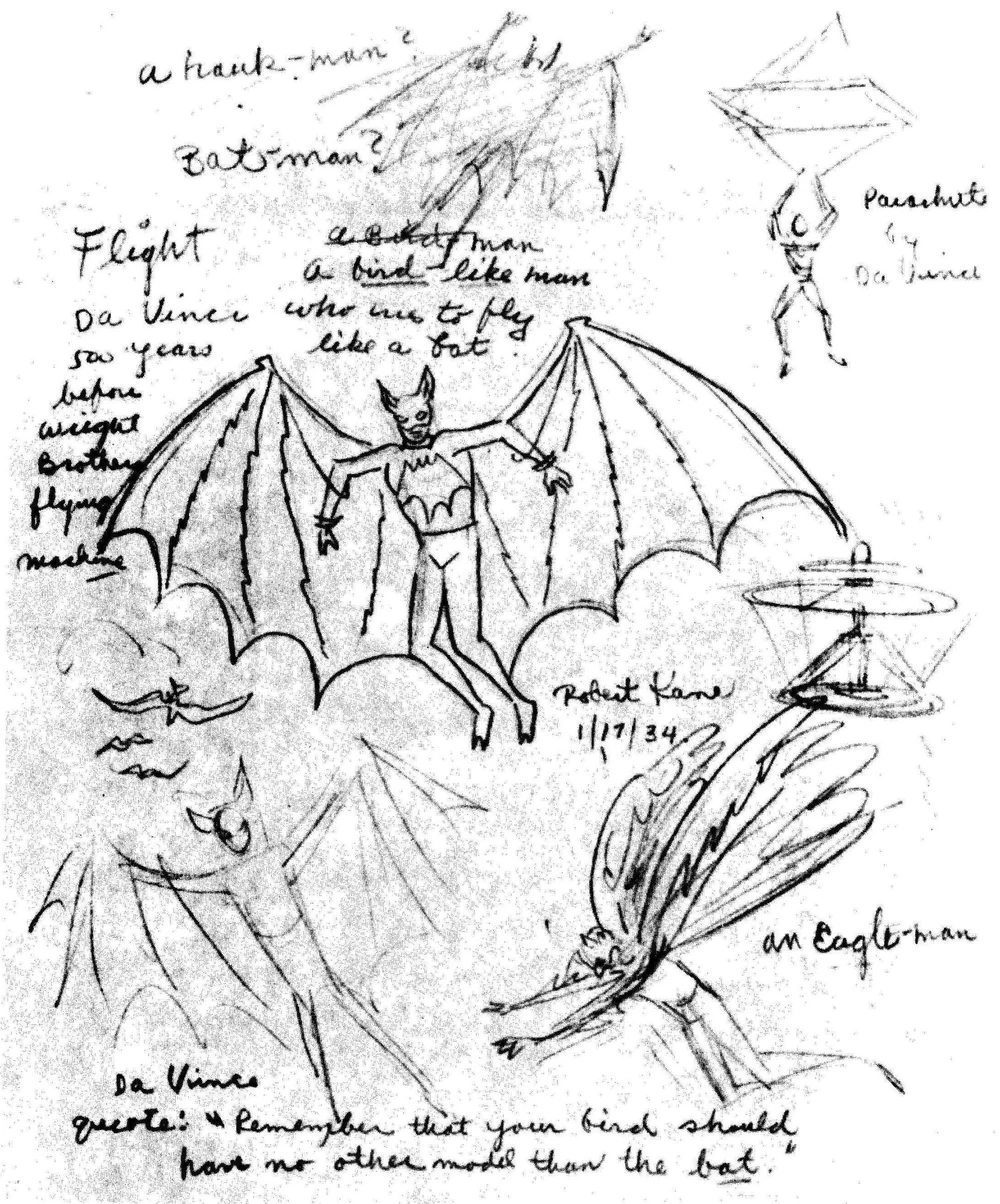 a hawk-man?
Bat-man?
Parachute
by
Da Vinci
Flight
a Bird-man
a bird-like man
who    to fly
like a bat.
Da Vinci
500 years
before
wright
Brothers
flying
machine
Robert Kane
1/17/34.
an Eagle-man
Da Vinci
quote: "Remember that your bird should
have no other model than the bat."